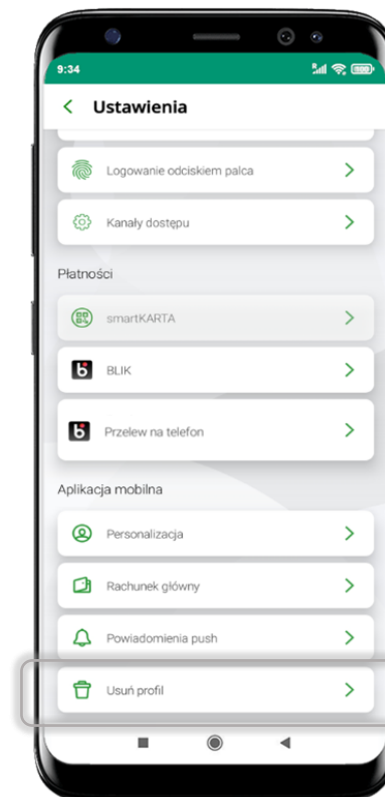 9:34
Ustawienia
Logowanie odciskiem palca
Kanały dostępu
Płatności
smartKARTA
BLIK
Przelew na telefon
Aplikacja mobilna
Personalizacja
Rachunek główny
Powiadomienia push
Usuń profil